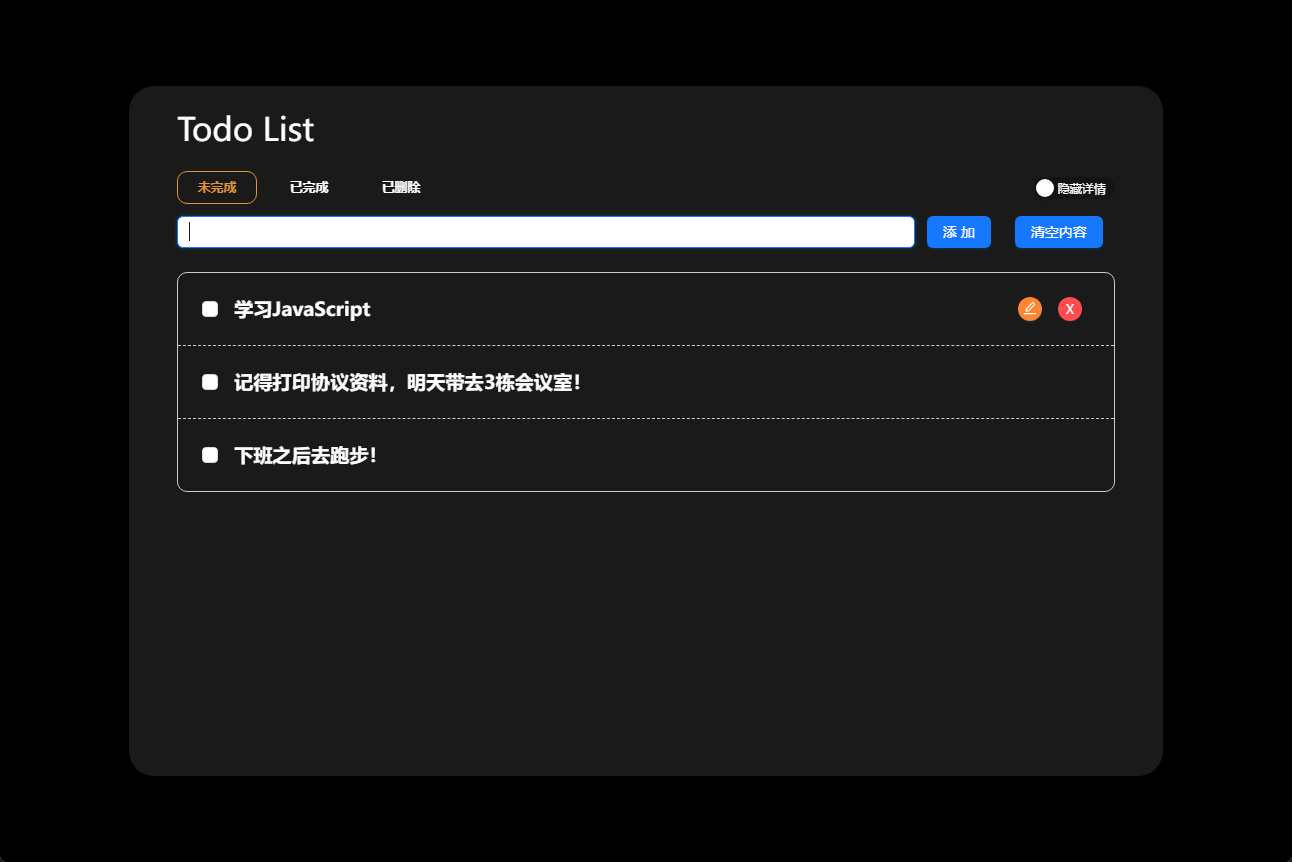 Todo List
未完成 已完成 已删除 隐藏详情
添 加 清空内容
学习JavaScript X
记得打印协议资料，明天带去3栋会议室！
下班之后去跑步！